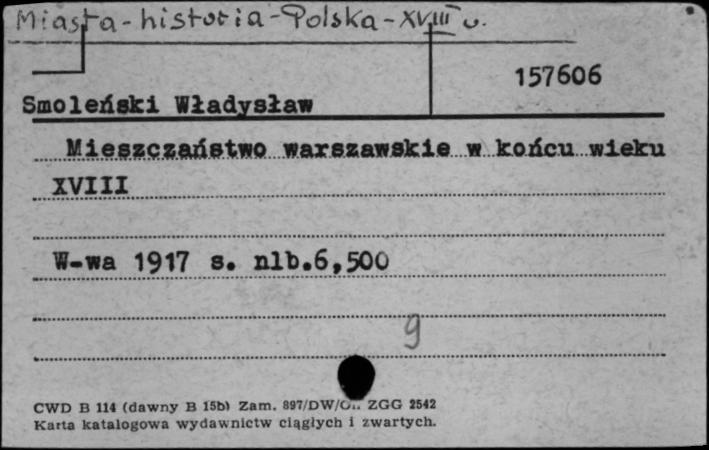 Miasta - historia - Polska - XVIII w.
157606
Smoleński Władysław
Mieszczaństwo warszawskie w końcu wieku
XVIII
W-wa 1917 s. nlb.6,500
9
CWD B 114 (dawny B 15b) Zam. 897/DW/ ZGG 2542
Karta katalogowa wydawnictw ciągłych i zwartych.